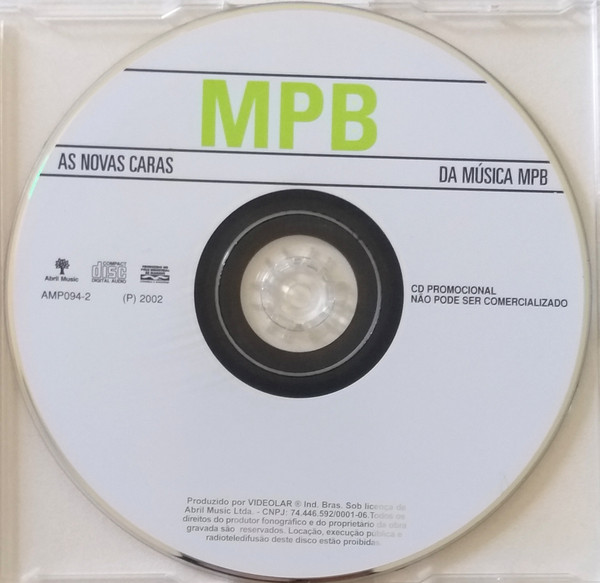 MPB
AS NOVAS CARAS
DA MÚSICA MPB
Abril Music
COMPACT
disc
DIGITAL AUDIO
AMP094-2 (P) 2002
CD PROMOCIONAL
NÃO PODE SER COMERCIALIZADO
Produzido por VIDEOLAR ® Ind. Bras. Sob licença de
Abril Music Ltda. - CNPJ: 74.446.592/0001-06.Todos os
direitos do produtor fonográfico e do proprietário da obra
gravada são reservados. Locação, execução pública e
radioteledifusão deste disco estão proibidas.